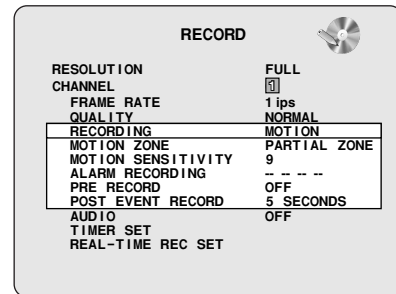 RECORD
RESOLUTION FULL
CHANNEL 1
FRAME RATE 1 ips
QUALITY NORMAL
RECORDING MOTION
MOTION ZONE PARTIAL ZONE
MOTION SENSITIVITY 9
ALARM RECORDING -- -- -- --
PRE RECORD OFF
POST EVENT RECORD 5 SECONDS
AUDIO OFF
TIMER SET
REAL-TIME REC SET